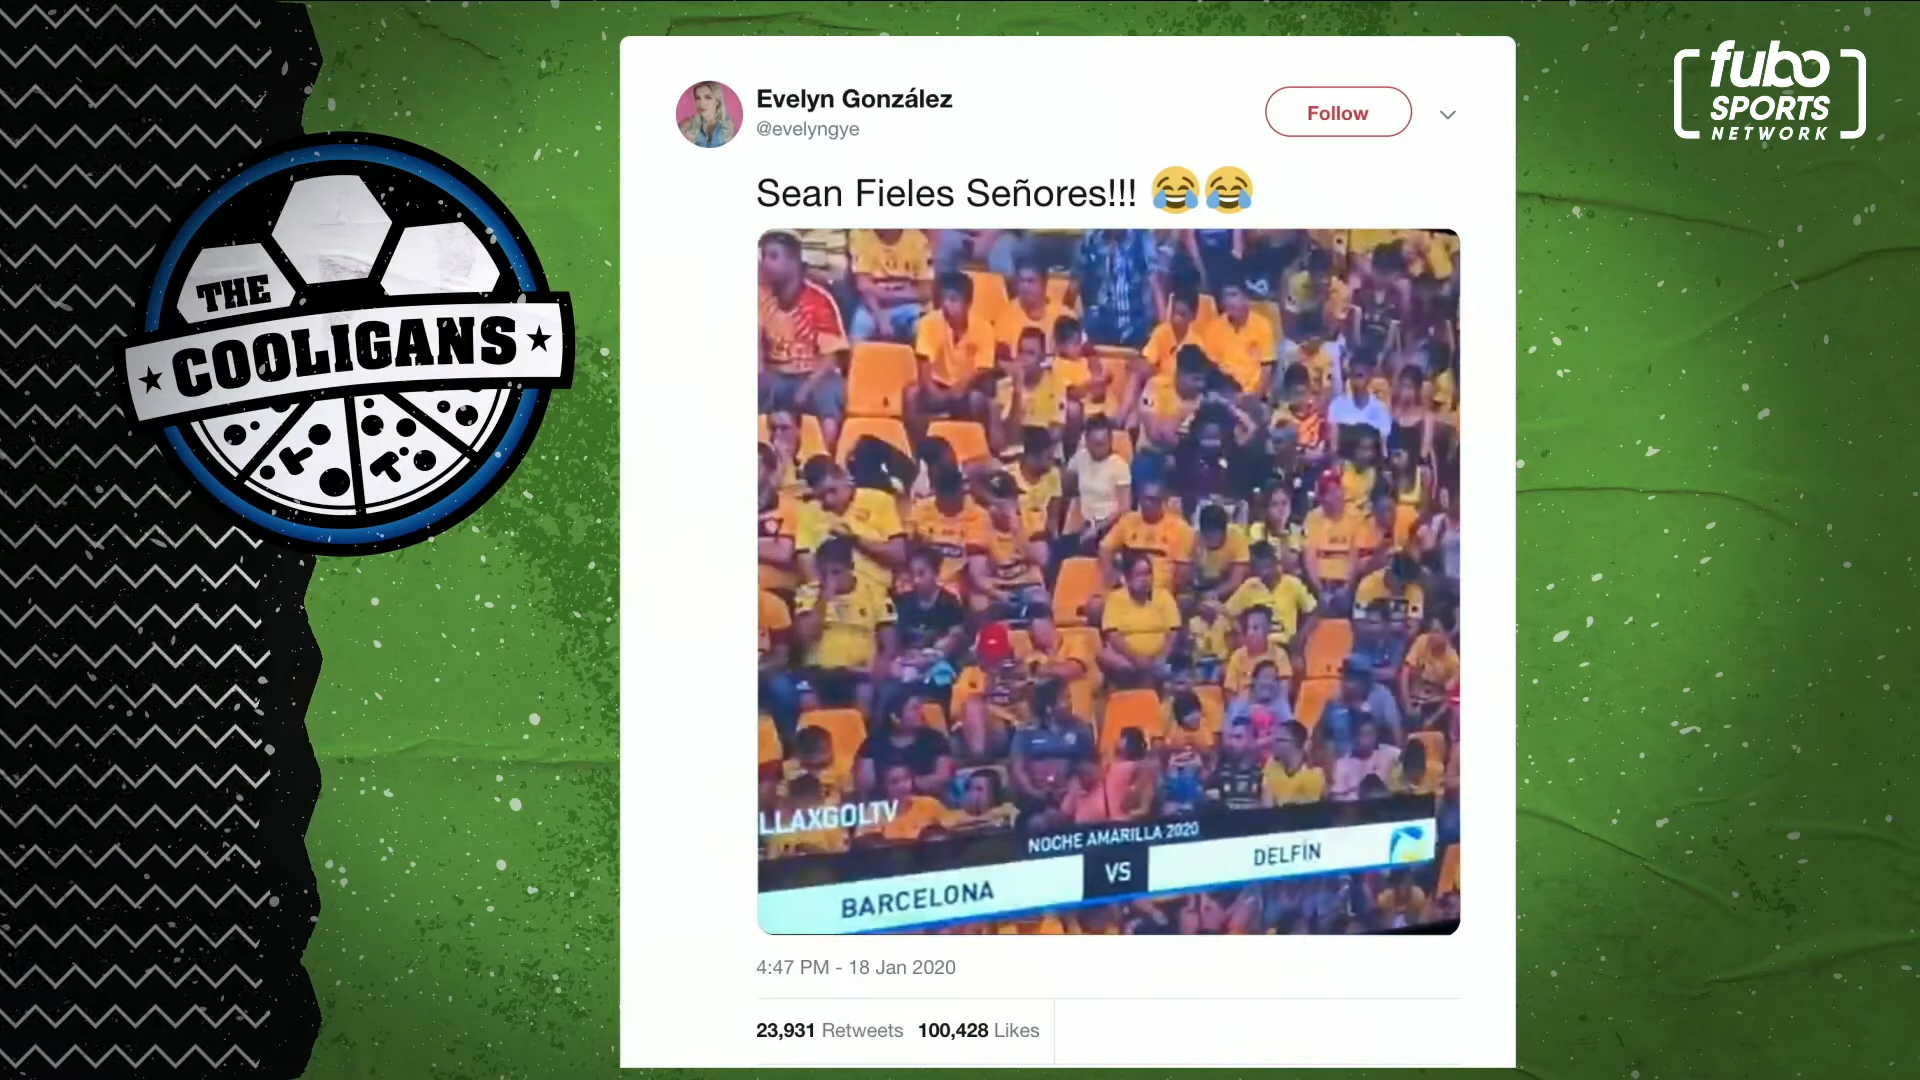 fubo
SPORTS
NETWORK
Evelyn González
@evelyngye
Follow
Sean Fieles Señores!!! 😂😂
THE
COOLIGANS
LLAXGOLTV
NOCHE AMARILLA 2020
BARCELONA
VS
DELFÍN
4:47 PM - 18 Jan 2020
23,931 Retweets 100,428 Likes